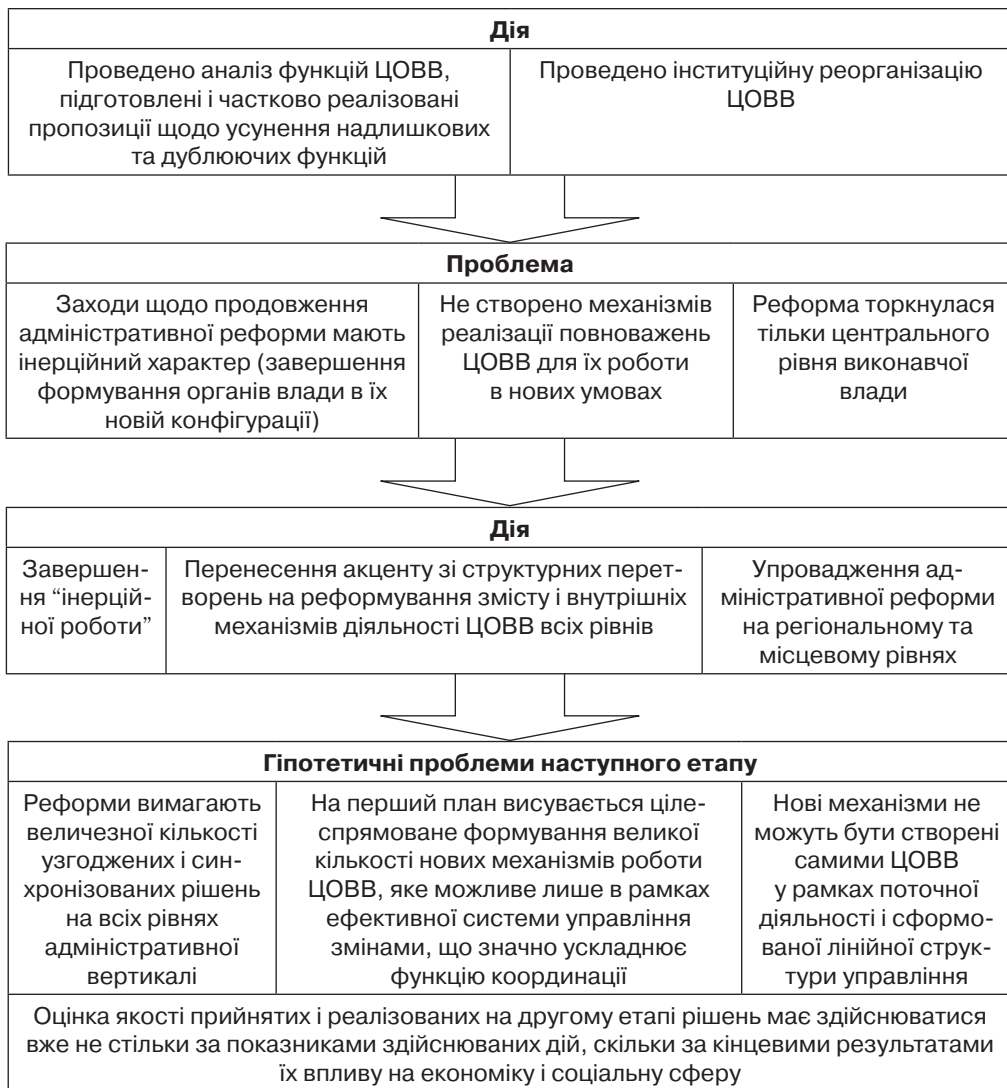 Дія
Проведено аналіз функцій ЦОВВ,
підготовлені і частково реалізовані
пропозиції щодо усунення надлишкових
та дублюючих функцій
Проведено інституційну реорганізацію
ЦОВВ
Проблема
Заходи щодо продовження
адміністративної реформи мають
інерційний характер (завершення
формування органів влади в їх
новій конфігурації)
Не створено механізмів
реалізації повноважень
ЦОВВ для їх роботи
в нових умовах
Реформа торкнулася
тільки центрального
рівня виконавчої
влади
Дія
Завершен-
ня “інерцій-
ної роботи”
Перенесення акценту зі структурних перет-
ворень на реформування змісту і внутрішніх
механізмів діяльності ЦОВВ всіх рівнів
Упровадження ад-
міністративної реформи
на регіональному та
місцевому рівнях
Гіпотетичні проблеми наступного етапу
Реформи вимагають
величезної кількості
узгоджених і син-
хронізованих рішень
на всіх рівнях
адміністративної
вертикалі
На перший план висувається ціле-
спрямоване формування великої
кількості нових механізмів роботи
ЦОВВ, яке можливе лише в рамках
ефективної системи управління
змінами, що значно ускладнює
функцію координації
Нові механізми не
можуть бути створені
самими ЦОВВ
у рамках поточної
діяльності і сформо-
ваної лінійної струк-
тури управління
Оцінка якості прийнятих і реалізованих на другому етапі рішень має здійснюватися
вже не стільки за показниками здійснюваних дій, скільки за кінцевими результатами
їх впливу на економіку і соціальну сферу